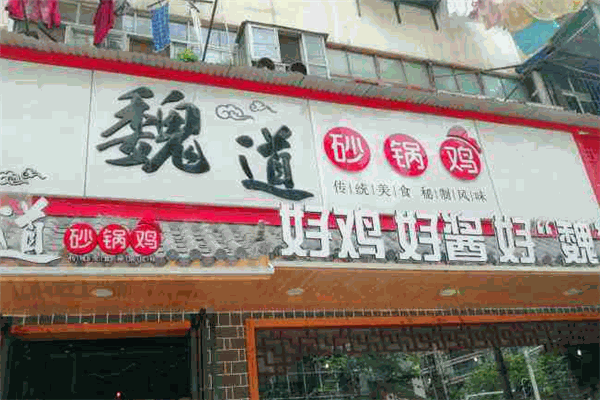 魏道 砂锅鸡
传统美食 秘制风味
道 砂锅鸡
好鸡好酱好“魏